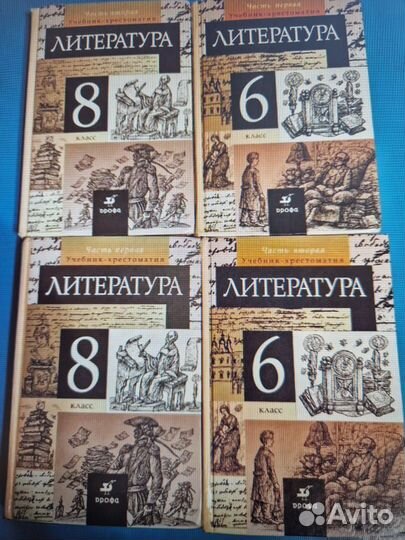 Часть вторая
Учебник-хрестоматия
ЛИТЕРАТУРА
8
класс
дрофа
Часть первая
Учебник-хрестоматия
ЛИТЕРАТУРА
6
класс
дрофа
Часть первая
Учебник-хрестоматия
ЛИТЕРАТУРА
8
класс
дрофа
Часть вторая
Учебник-хрестоматия
ЛИТЕРАТУРА
6
класс
дрофа
Avito